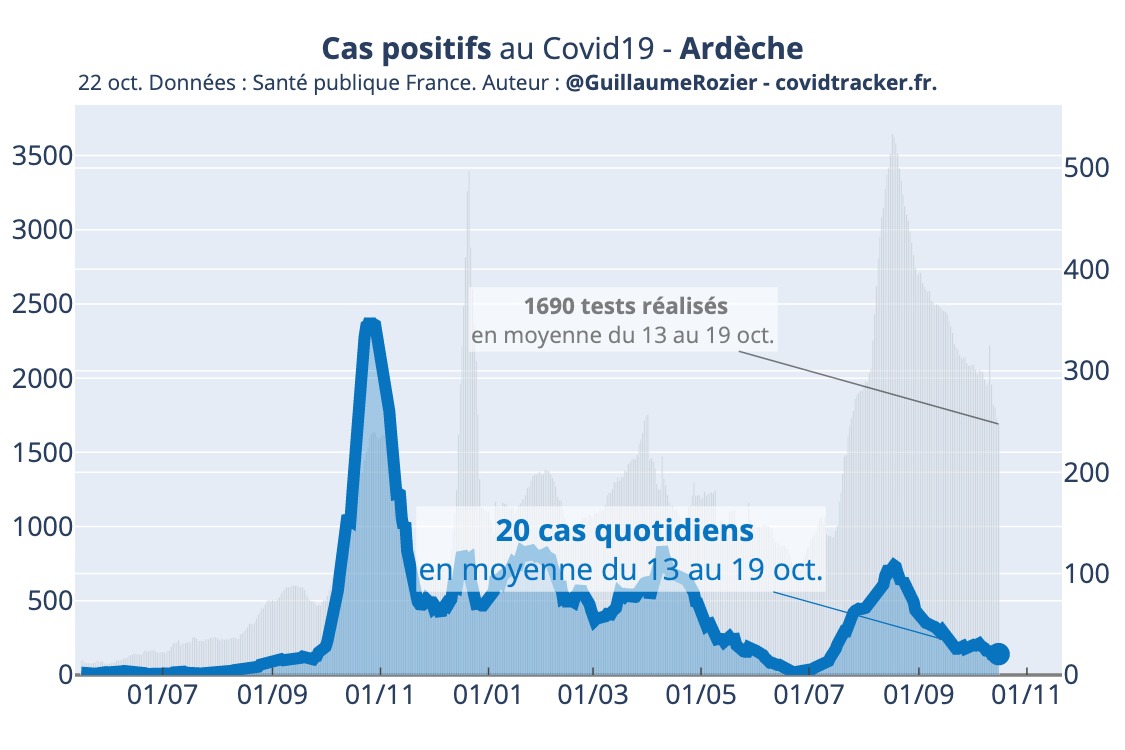 Cas positifs au Covid19 - Ardèche
22 oct. Données : Santé publique France. Auteur : @GuillaumeRozier - covidtracker.fr.
3500
3000
2500
2000
1500
1000
500
0
500
400
300
200
100
0
1690 tests réalisés
en moyenne du 13 au 19 oct.
20 cas quotidiens
en moyenne du 13 au 19 oct.
01/07 01/09 01/11 01/01 01/03 01/05 01/07 01/09 01/11